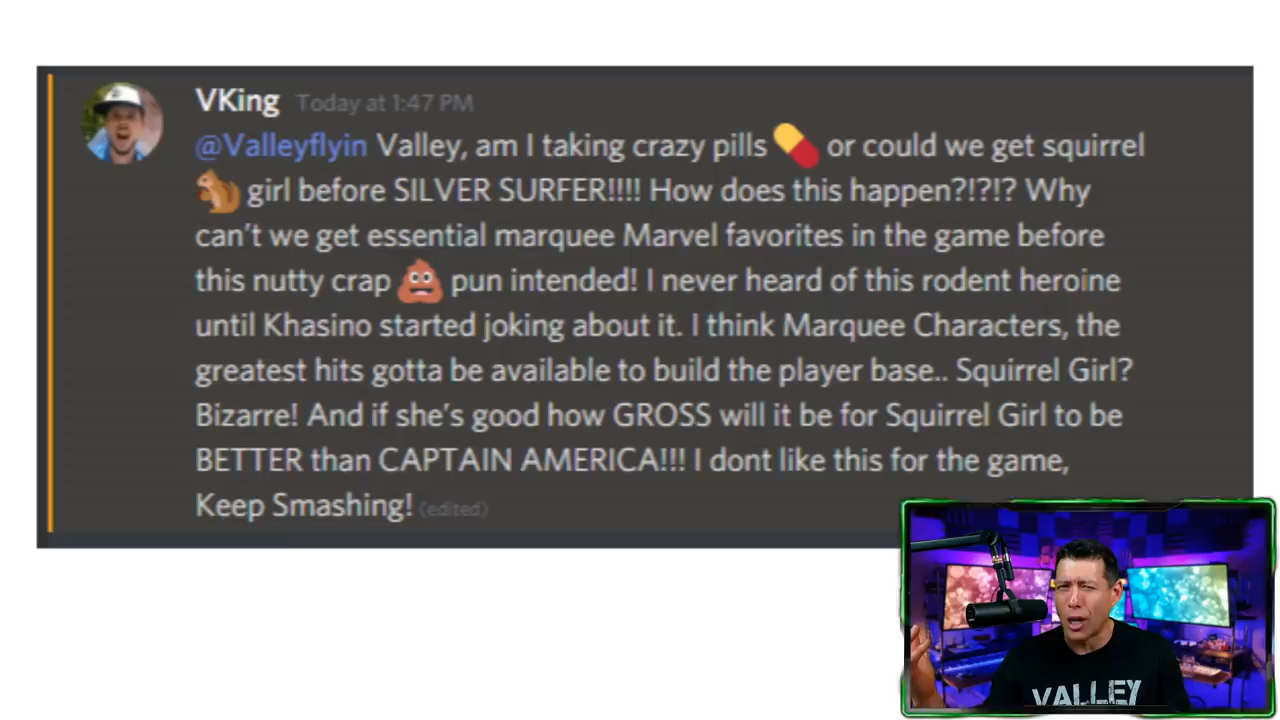 VKing Today at 1:47 PM
@Valleyflyin Valley, am I taking crazy pills 💊 or could we get squirrel
🐿️ girl before SILVER SURFER!!!! How does this happen?!?!? Why
can't we get essential marquee Marvel favorites in the game before
this nutty crap 💩 pun intended! I never heard of this rodent heroine
until Khasino started joking about it. I think Marquee Characters, the
greatest hits gotta be available to build the player base.. Squirrel Girl?
Bizarre! And if she's good how GROSS will it be for Squirrel Girl to be
BETTER than CAPTAIN AMERICA!!! I dont like this for the game,
Keep Smashing! (edited)
VALLEY